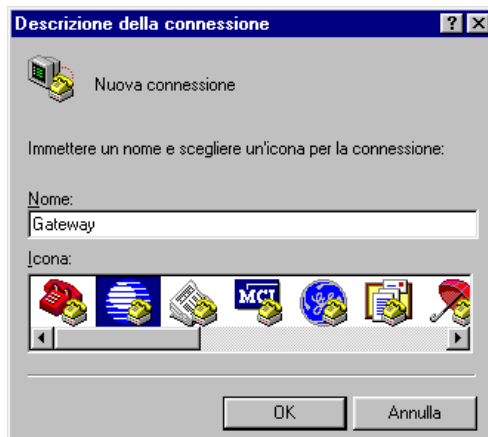 Descrizione della connessione
Nuova connessione
Immettere un nome e scegliere un'icona per la connessione:
Nome:
Gateway
Icona:
MCI
OK Annulla